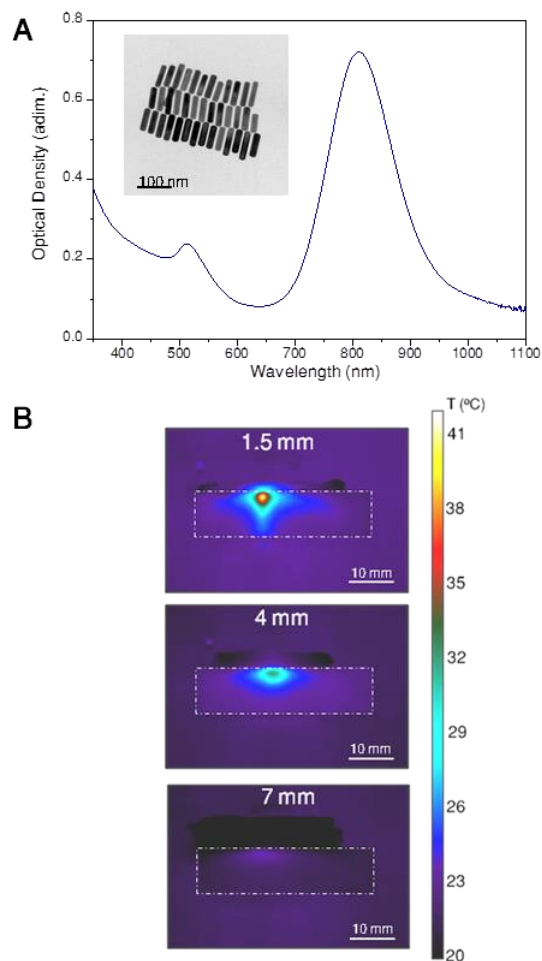 A
0.8
0.6
0.4
0.2
0.0
Optical Density (adim.)
100 nm
400 500 600 700 800 900 1000 1100
Wavelength (nm)
B
T (ºC)
1.5 mm
10 mm
4 mm
10 mm
7 mm
10 mm
41
38
35
32
29
26
23
20